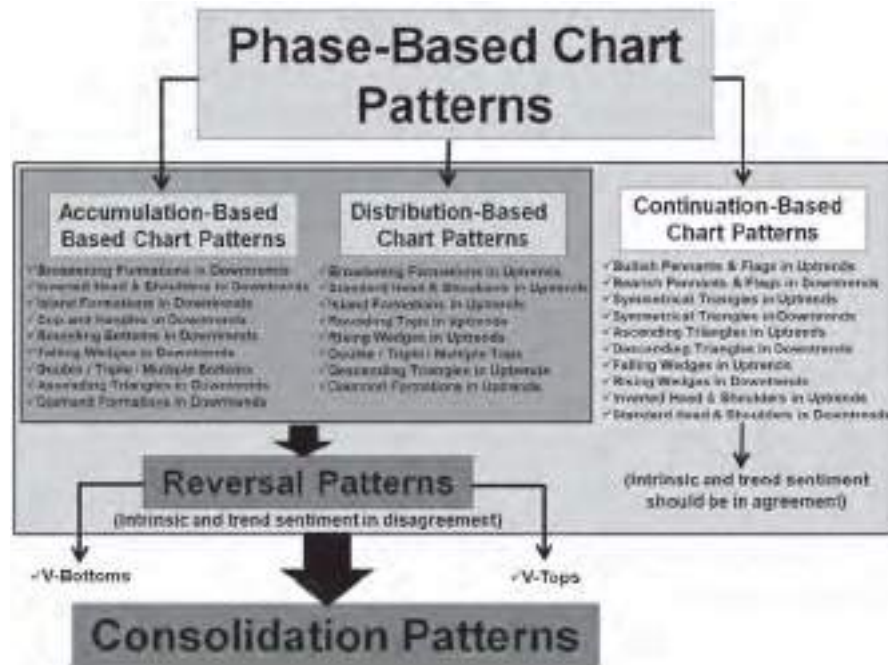 Phase-Based Chart
Patterns
Accumulation-Based
Based Chart Patterns
✓Broadening Formations in Downtrends
✓Inverted Head & Shoulders in Downtrends
✓Island Formations in Downtrends
✓Cup and Handles in Downtrends
✓Rounding Bottoms in Downtrends
✓Falling Wedges in Downtrends
✓Double / Triple / Multiple Bottoms
✓Ascending Triangles in Downtrends
✓Diamond Formations in Downtrends
Distribution-Based
Chart Patterns
✓Broadening Formations in Uptrends
✓Standard Head & Shoulders in Uptrends
✓Island Formations in Uptrends
✓Rounding Tops in Uptrends
✓Rising Wedges in Uptrends
✓Double / Triple / Multiple Tops
✓Descending Triangles in Uptrends
✓Diamond Formations in Uptrends
Continuation-Based
Chart Patterns
✓Bullish Pennants & Flags in Uptrends
✓Bearish Pennants & Flags in Downtrends
✓Symmetrical Triangles in Uptrends
✓Symmetrical Triangles in Downtrends
✓Ascending Triangles in Uptrends
✓Descending Triangles in Downtrends
✓Falling Wedges in Uptrends
✓Rising Wedges in Downtrends
✓Inverted Head & Shoulders in Uptrends
✓Standard Head & Shoulders in Downtrends
(Intrinsic and trend sentiment
should be in agreement)
Reversal Patterns
(Intrinsic and trend sentiment in disagreement)
✓V-Bottoms
✓V-Tops
Consolidation Patterns